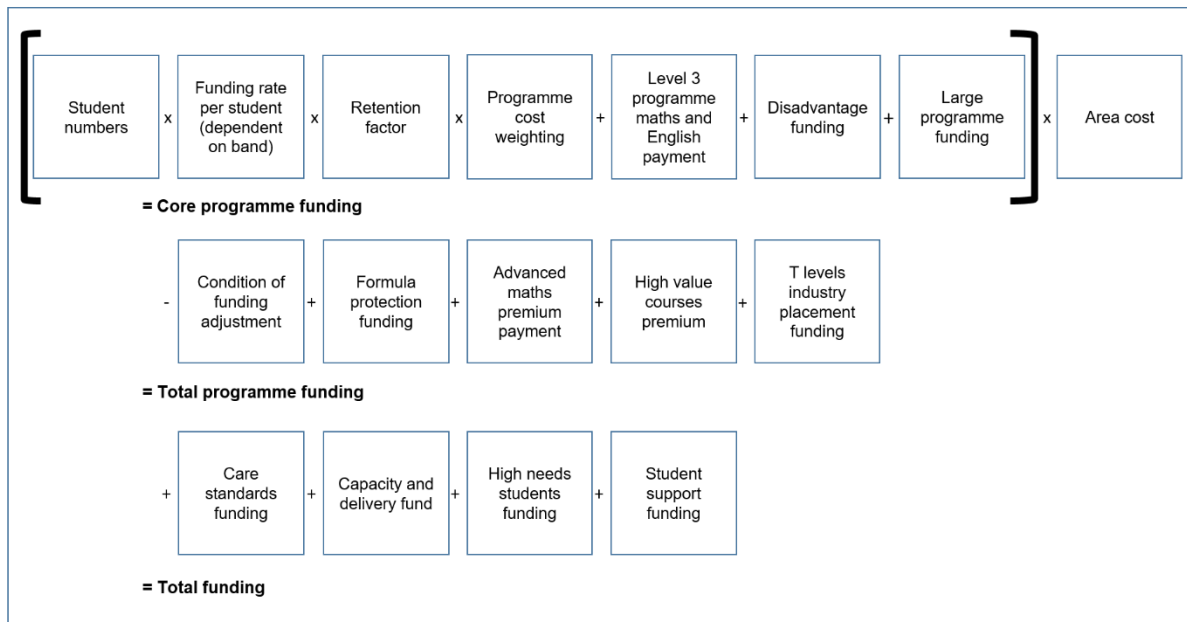 Student numbers
x
Funding rate per student (dependent on band)
x
Retention factor
x
Programme cost weighting
+
Level 3 programme maths and English payment
+
Disadvantage funding
+
Large programme funding
x
Area cost
= Core programme funding
-
Condition of funding adjustment
+
Formula protection funding
+
Advanced maths premium payment
+
High value courses premium
+
T levels industry placement funding
= Total programme funding
+
Care standards funding
+
Capacity and delivery fund
+
High needs students funding
+
Student support funding
= Total funding